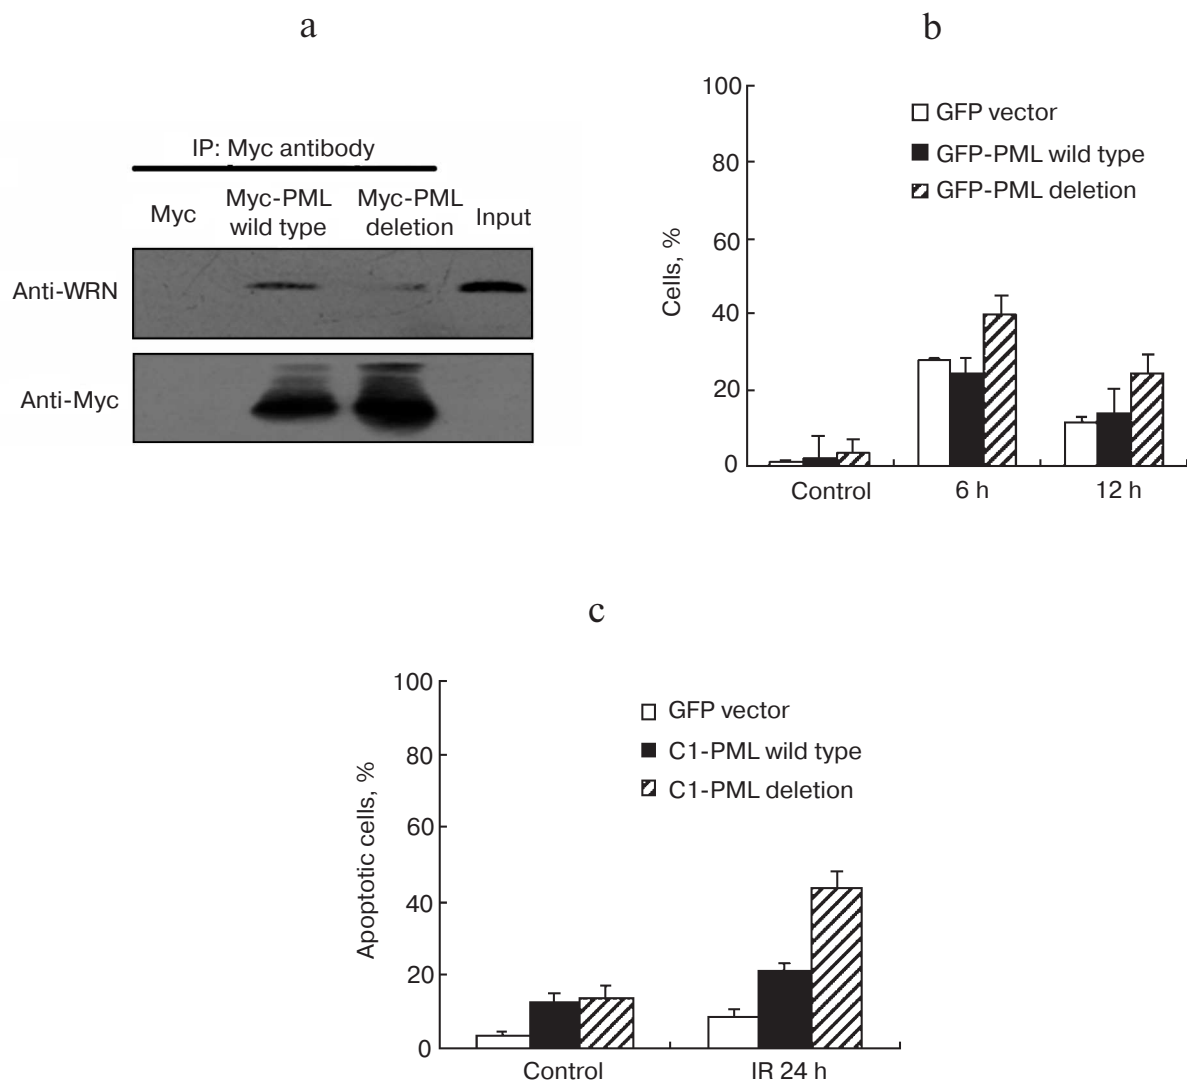 a
IP: Myc antibody
Myc
Myc-PML
wild type
Myc-PML
deletion
Input
Anti-WRN
Anti-Myc
b
100
80
60
40
20
0
Cells, %
GFP vector
GFP-PML wild type
GFP-PML deletion
Control
6 h
12 h
c
100
80
60
40
20
0
Apoptotic cells, %
GFP vector
C1-PML wild type
C1-PML deletion
Control
IR 24 h